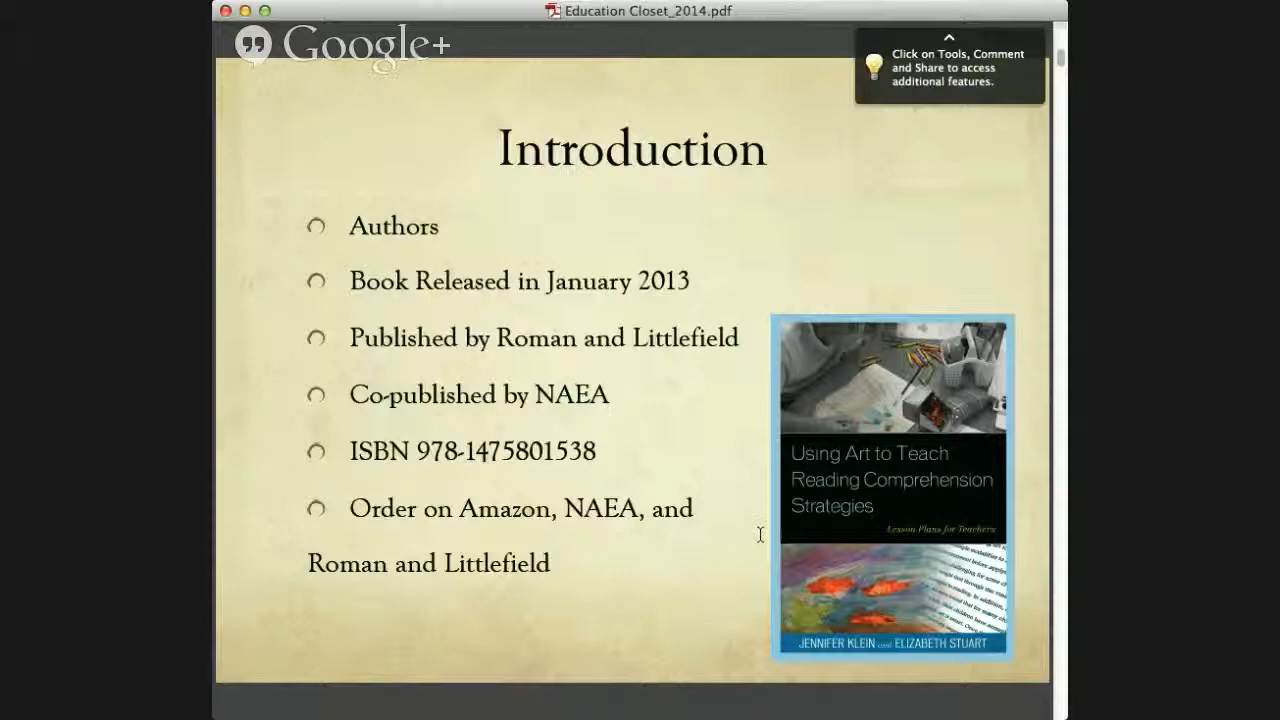 Education Closet_2014.pdf
Google+
Click on Tools, Comment
and Share to access
additional features.
Introduction
Authors
Book Released in January 2013
Published by Roman and Littlefield
Co-published by NAEA
ISBN 978-1475801538
Order on Amazon, NAEA, and
Roman and Littlefield
Using Art to Teach
Reading Comprehension
Strategies
Lesson Plans for Teachers
JENNIFER KLEIN and ELIZABETH STUART